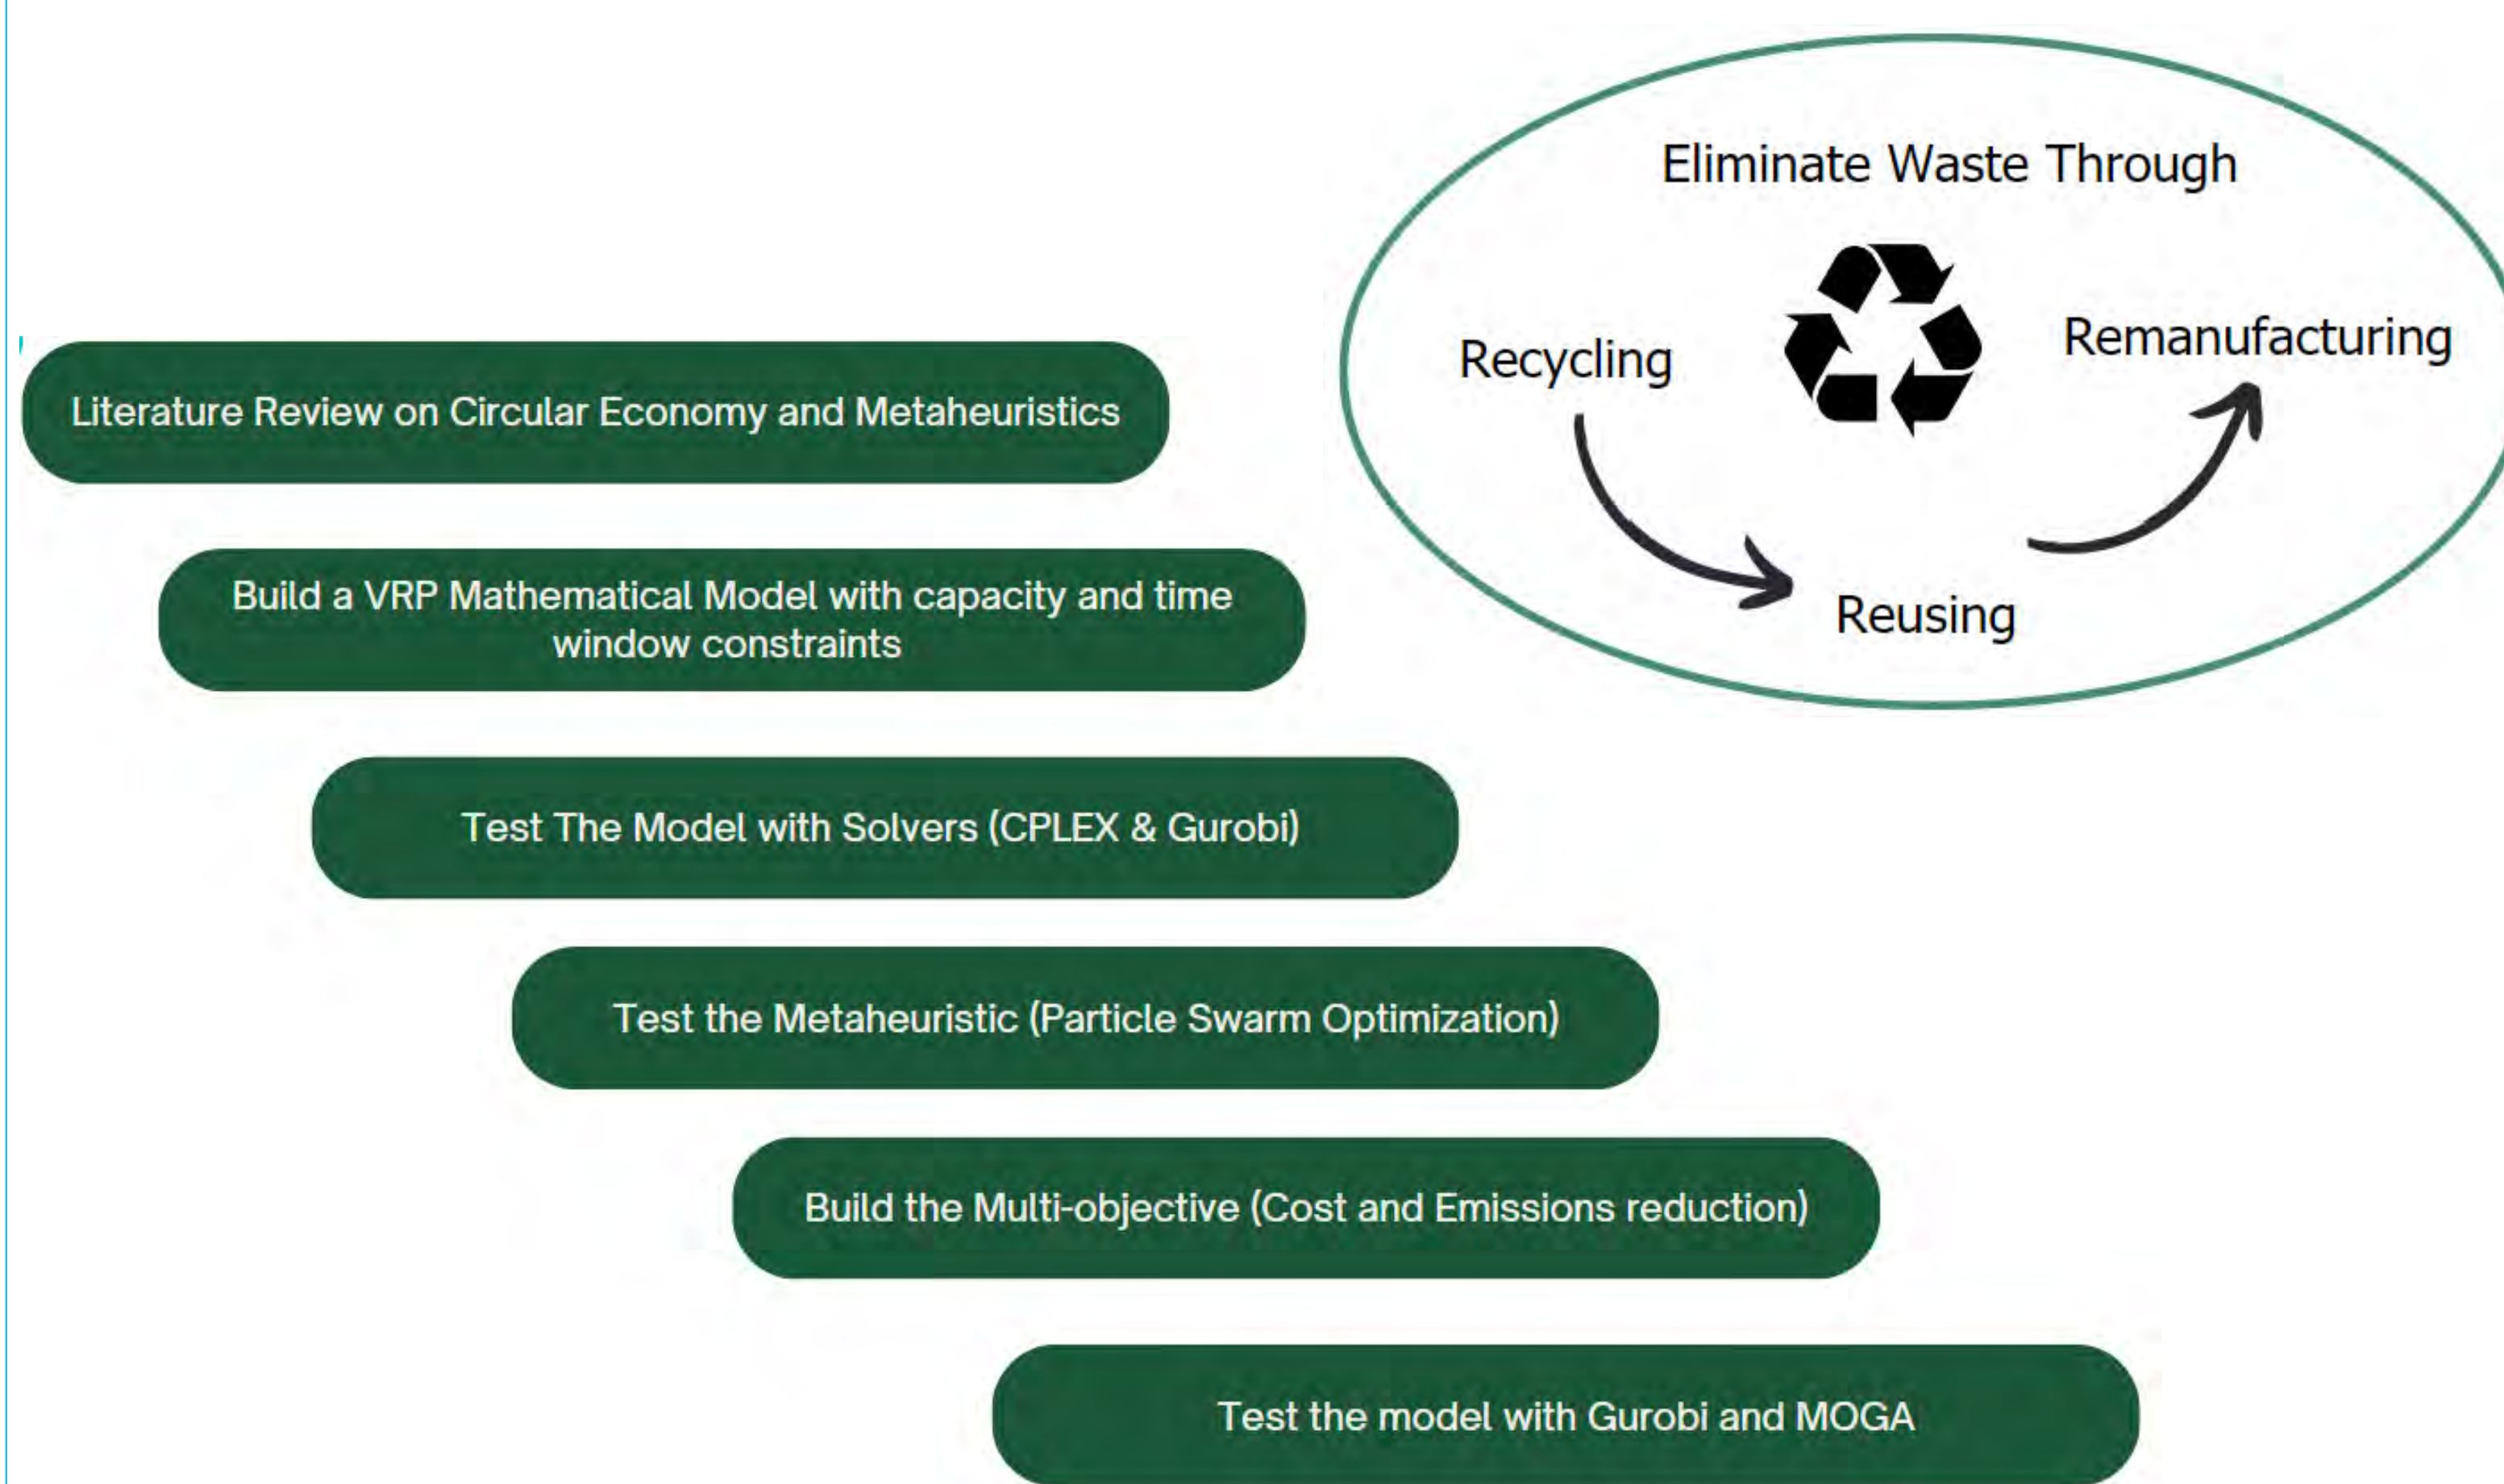 Eliminate Waste Through
Recycling
Remanufacturing
Reusing
Literature Review on Circular Economy and Metaheuristics
Build a VRP Mathematical Model with capacity and time
window constraints
Test The Model with Solvers (CPLEX & Gurobi)
Test the Metaheuristic (Particle Swarm Optimization)
Build the Multi-objective (Cost and Emissions reduction)
Test the model with Gurobi and MOGA